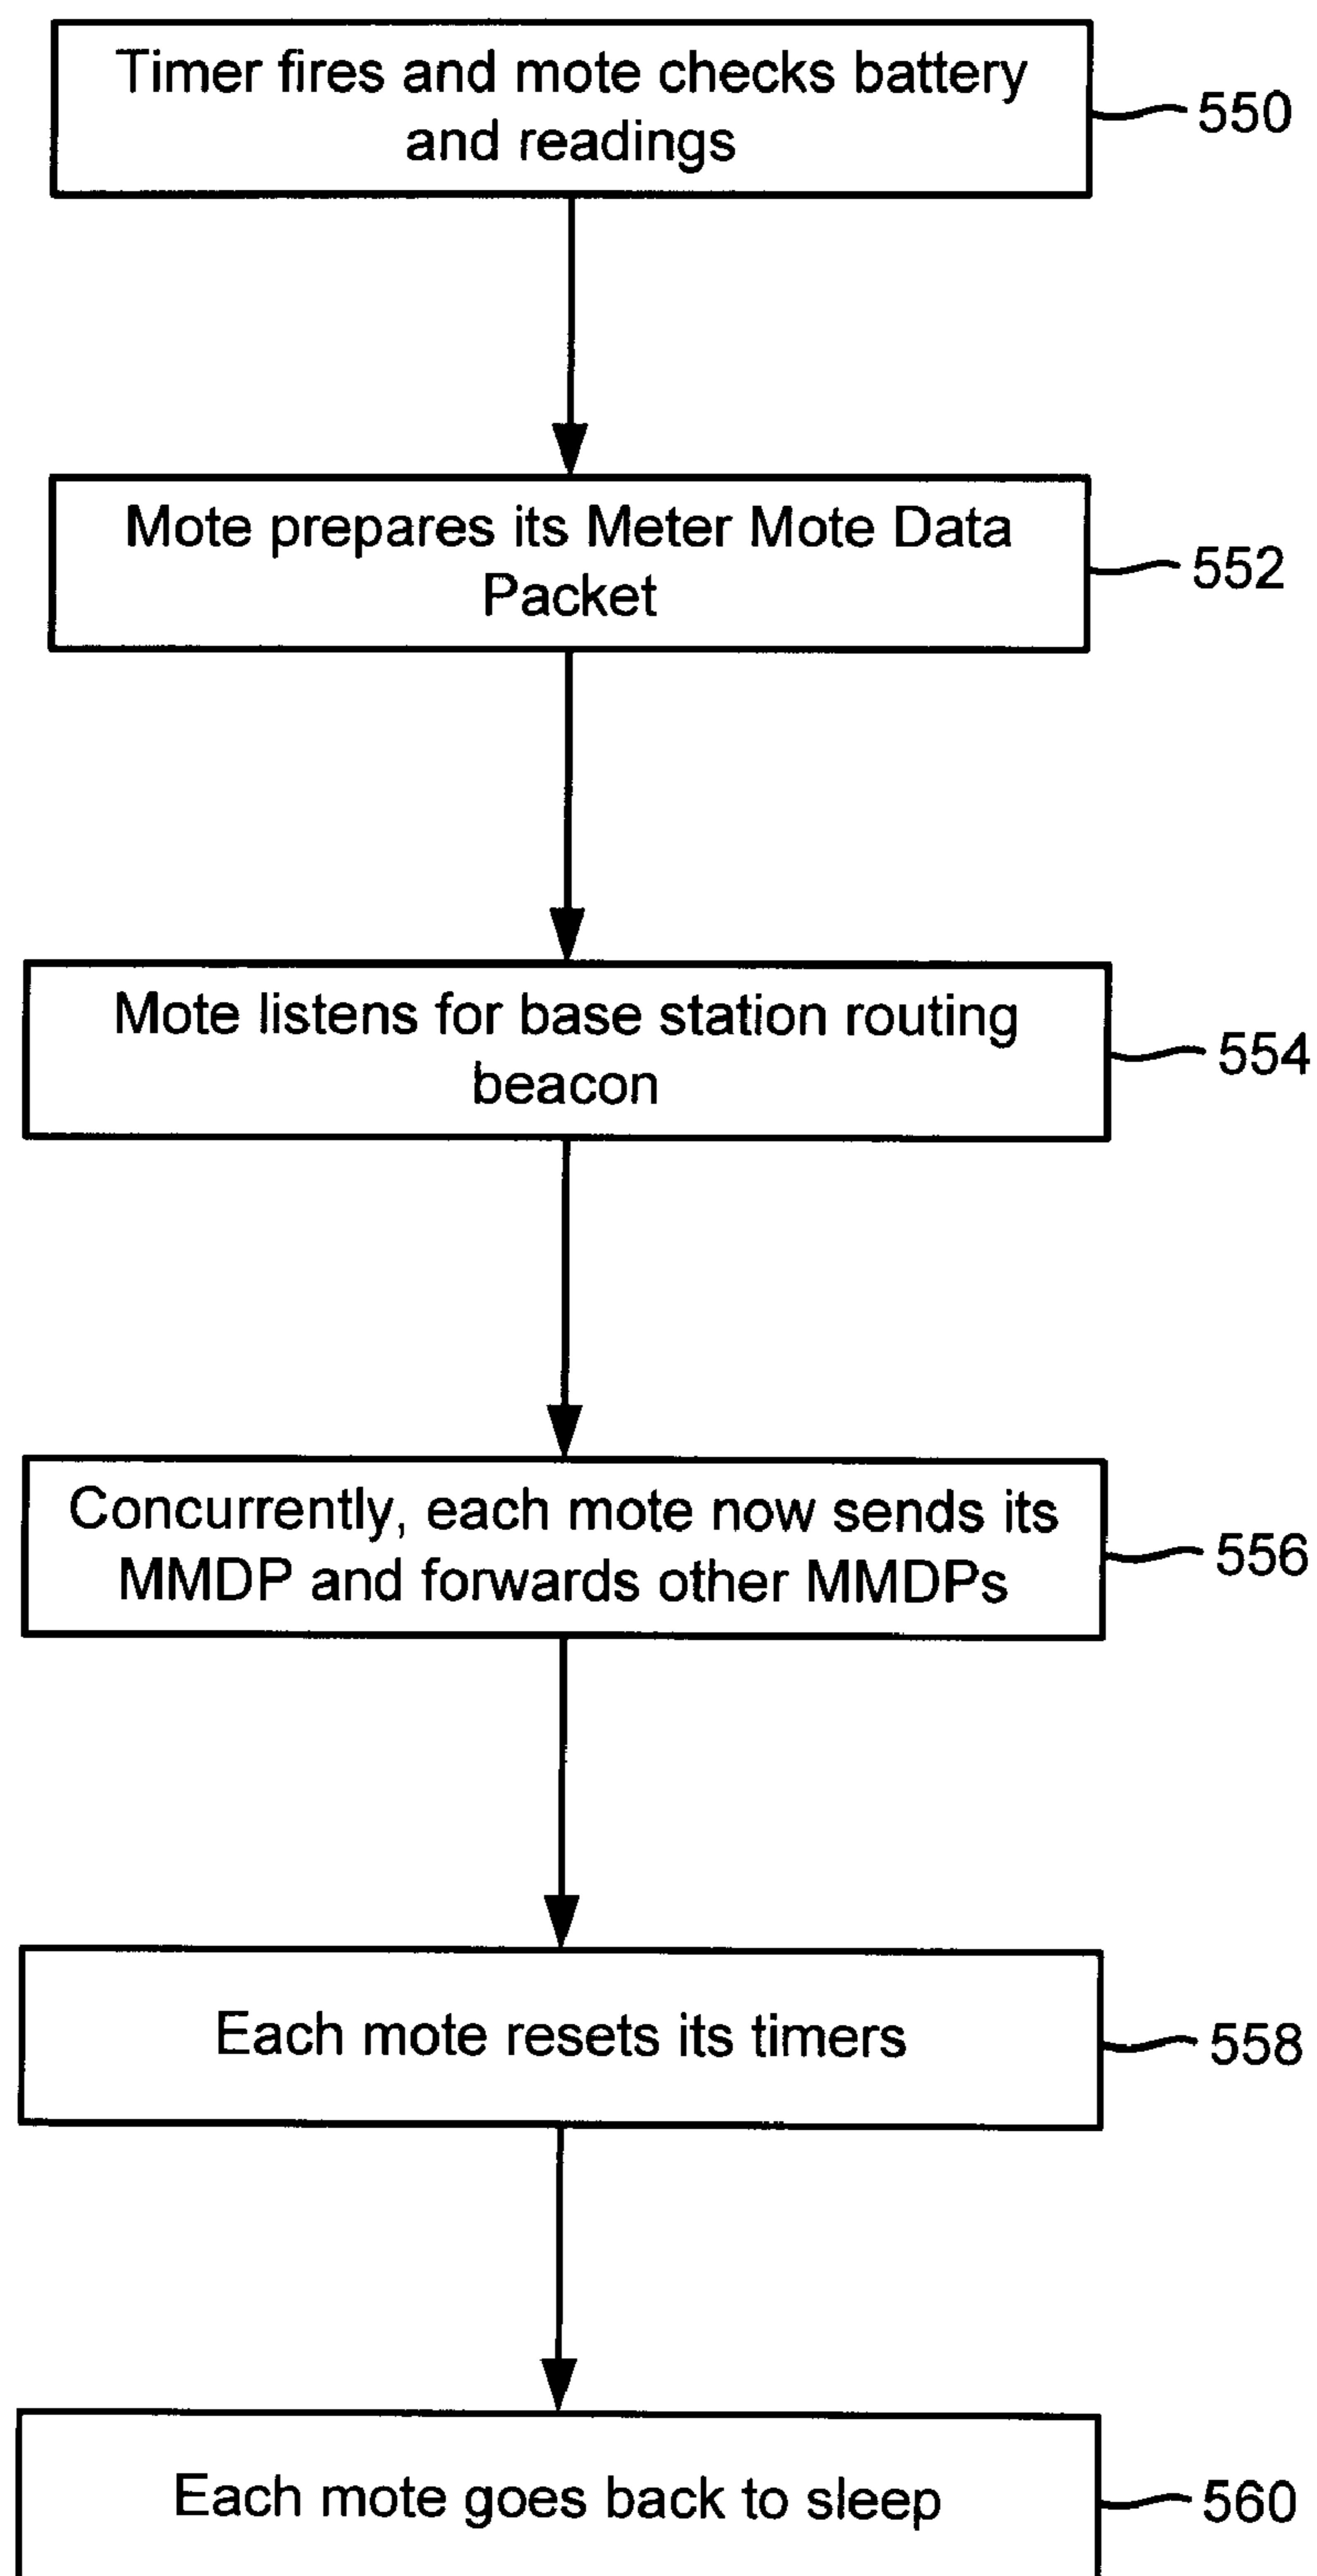 Timer fires and mote checks battery
and readings
550
Mote prepares its Meter Mote Data
Packet
552
Mote listens for base station routing
beacon
554
Concurrently, each mote now sends its
MMDP and forwards other MMDPs
556
Each mote resets its timers
558
Each mote goes back to sleep
560